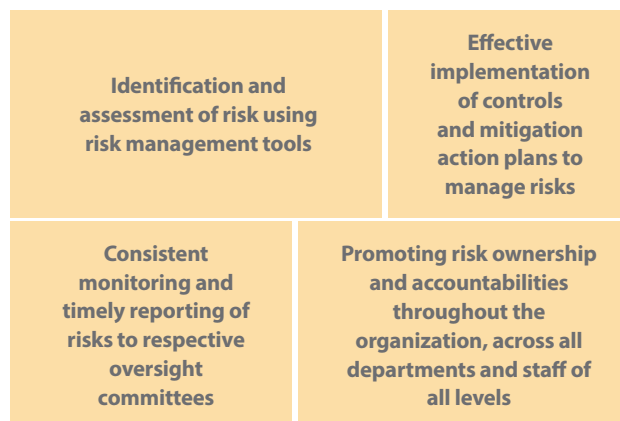 Identification and
assessment of risk using
risk management tools
Effective
implementation
of controls
and mitigation
action plans to
manage risks
Consistent
monitoring and
timely reporting of
risks to respective
oversight
committees
Promoting risk ownership
and accountabilities
throughout the
organization, across all
departments and staff of
all levels